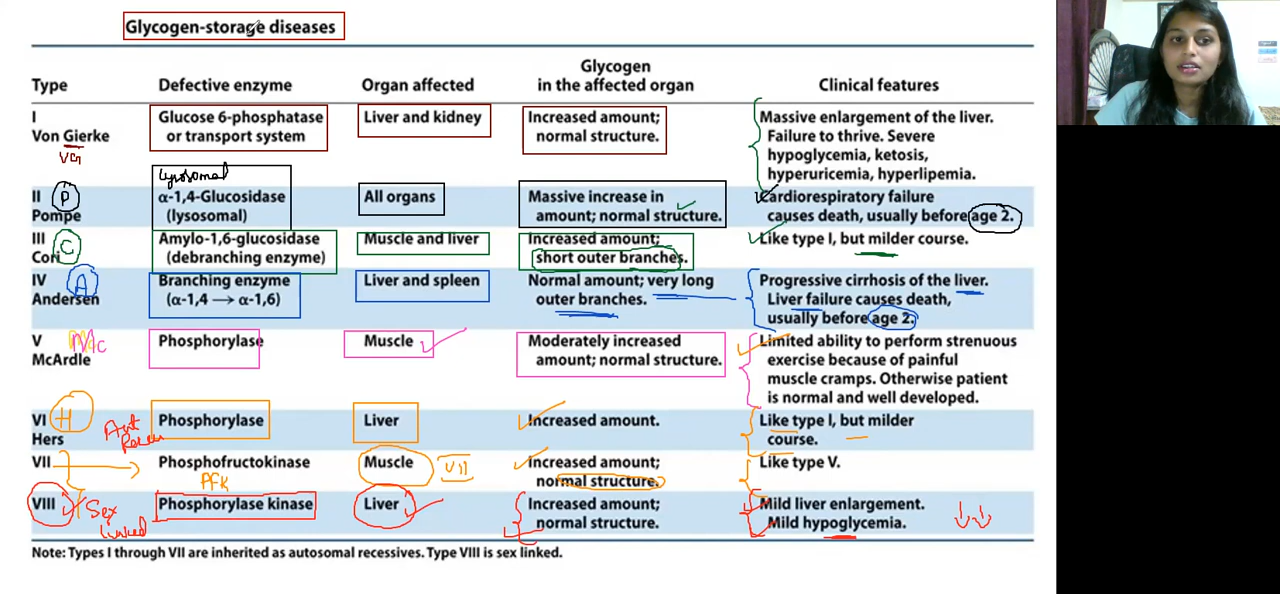 Glycogen-storage diseases
Glycogen
Type Defective enzyme Organ affected in the affected organ Clinical features
I Glucose 6-phosphatase Liver and kidney Increased amount; Massive enlargement of the liver.
Von Gierke or transport system normal structure. Failure to thrive. Severe
VG hypoglycemia, ketosis,
hyperuricemia, hyperlipemia.
lysosomal
II P α-1,4-Glucosidase All organs Massive increase in Cardiorespiratory failure
Pompe (lysosomal) amount; normal structure. causes death, usually before age 2.
III C Amylo-1,6-glucosidase Muscle and liver Increased amount; Like type I, but milder course.
Cori (debranching enzyme) short outer branches.
IV A Branching enzyme Liver and spleen Normal amount; very long Progressive cirrhosis of the liver.
Andersen (α-1,4 → α-1,6) outer branches. Liver failure causes death,
usually before age 2.
V Mc Phosphorylase Muscle Moderately increased Limited ability to perform strenuous
McArdle amount; normal structure. exercise because of painful
muscle cramps. Otherwise patient
is normal and well developed.
VI H Phosphorylase Liver Increased amount. Like type I, but milder
Hers course.
VII Phosphofructokinase Muscle VII Increased amount; Like type V.
PFK normal structure.
VIII Sex Phosphorylase kinase Liver Increased amount; Mild liver enlargement.
linked normal structure. Mild hypoglycemia. ↓↓
Note: Types I through VII are inherited as autosomal recessives. Type VIII is sex linked.